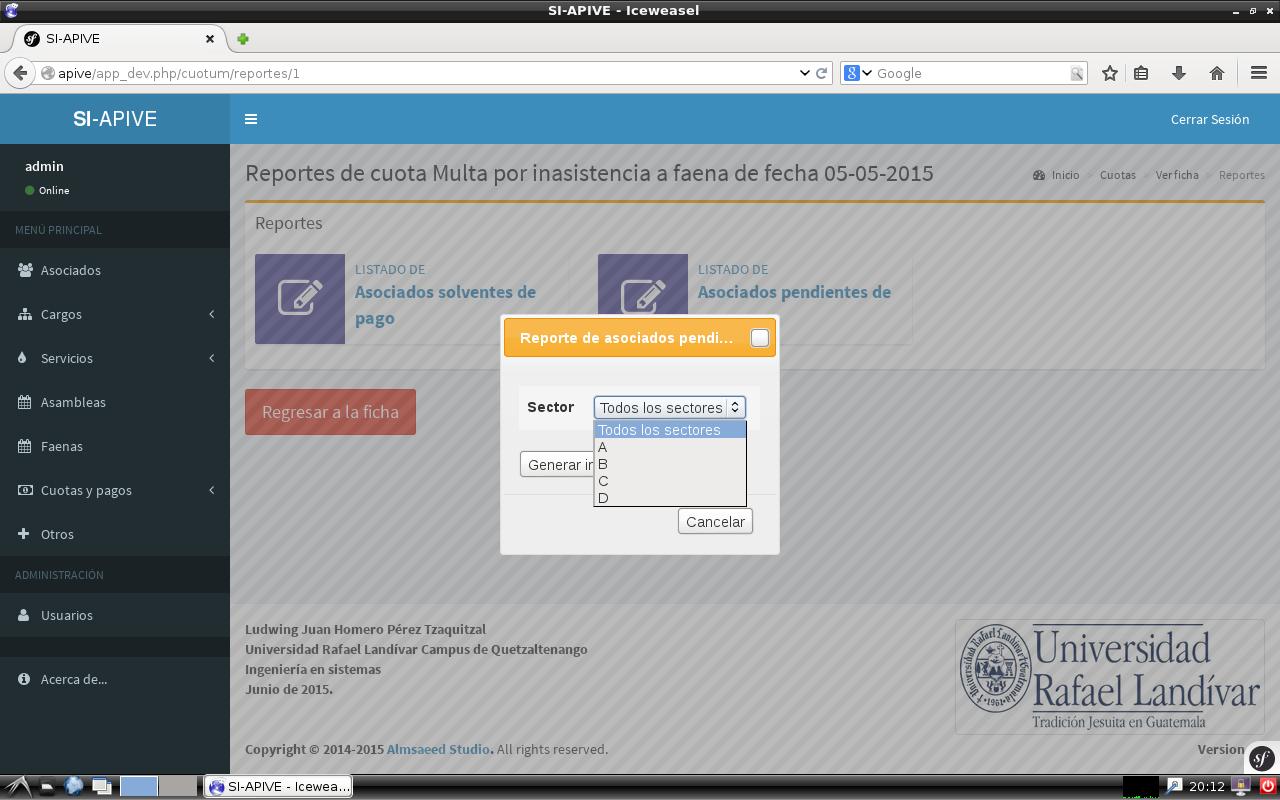 SI-APIVE - Iceweasel
SI-APIVE
apive/app_dev.php/cuotum/reportes/1
Google
SI-APIVE
Cerrar Sesión
admin
Online
MENÚ PRINCIPAL
Asociados
Cargos
Servicios
Asambleas
Faenas
Cuotas y pagos
Otros
ADMINISTRACIÓN
Usuarios
Acerca de...
Reportes de cuota Multa por inasistencia a faena de fecha 05-05-2015
Inicio > Cuotas > Ver ficha > Reportes
Reportes
LISTADO DE
Asociados solventes de
pago
LISTADO DE
Asociados pendientes de
Regresar a la ficha
Reporte de asociados pendi...
Sector
Todos los sectores
Todos los sectores
A
B
C
D
Generar
Cancelar
Ludwing Juan Homero Pérez Tzaquitzal
Universidad Rafael Landívar Campus de Quetzaltenango
Ingeniería en sistemas
Junio de 2015.
Universidad
Rafael Landívar
Tradición Jesuita en Guatemala
Copyright © 2014-2015 Almsaeed Studio. All rights reserved.
Version
SI-APIVE - Icewea...
20:12